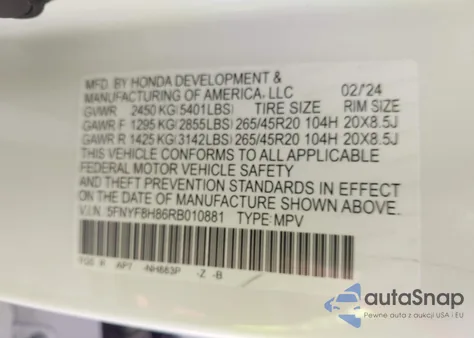 MFD. BY HONDA DEVELOPMENT &
MANUFACTURING OF AMERICA, LLC 02/24
GVWR 2450 KG(5401LBS) TIRE SIZE RIM SIZE
GAWR F 1295 KG(2855LBS) 265/45R20 104H 20X8.5J
GAWR R 1425 KG(3142LBS) 265/45R20 104H 20X8.5J
THIS VEHICLE CONFORMS TO ALL APPLICABLE
FEDERAL MOTOR VEHICLE SAFETY
AND THEFT PREVENTION STANDARDS IN EFFECT
ON THE DATE OF MANUFACTURE SHOWN ABOVE.
V.I.N. 5FNYF8H86RB010881 TYPE: MPV
-NH883P -Z -B
autaSnap
Pewne auta z aukcji USA i EU